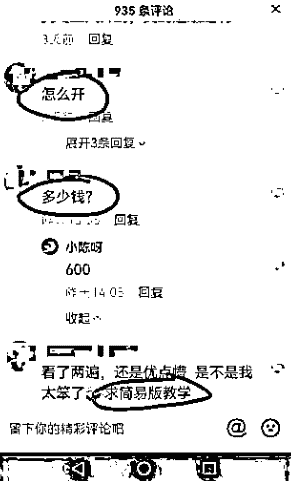 935 条评论
回复
怎么开
回复
展开3条回复
多少钱?
回复
小陈呀
600
昨天14:05 回复
收起
看了两遍,还是优点懵 是不是我
太笨了 求简易版教学
留下你的精彩评论吧